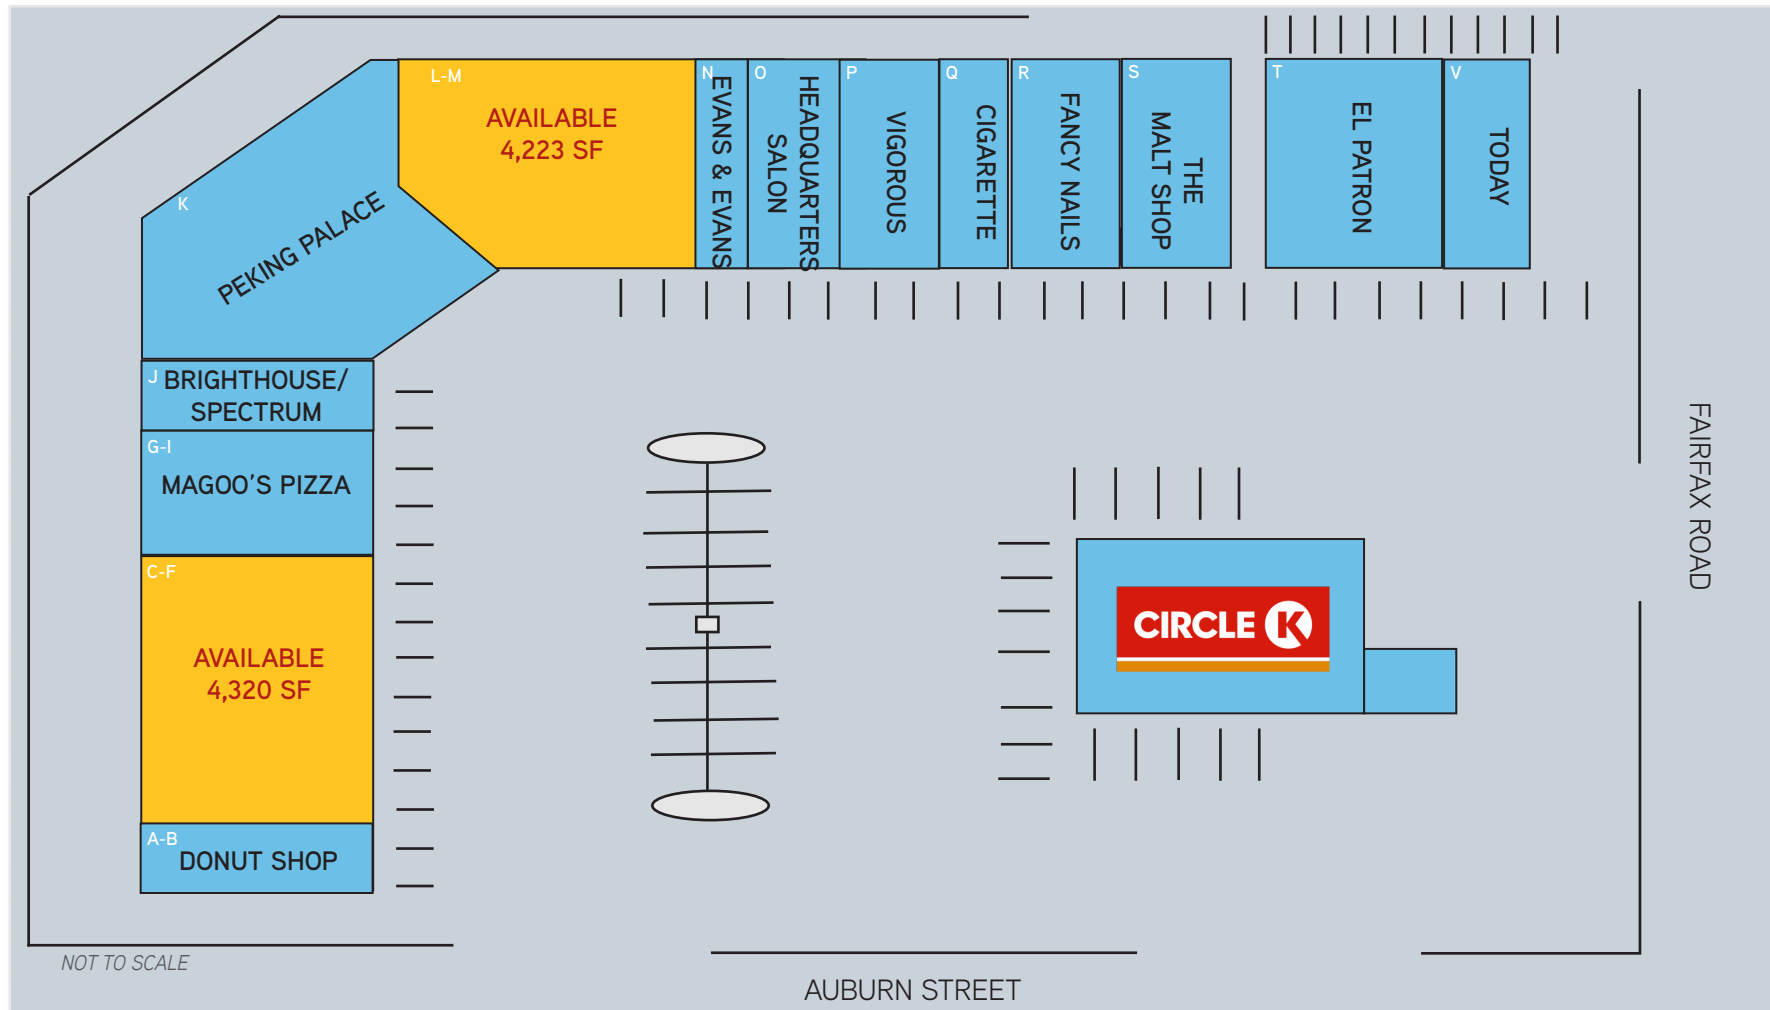 L-M
AVAILABLE
4,223 SF
N
EVANS & EVANS
O
HEADQUARTERS
SALON
P
VIGOROUS
Q
CIGARETTE
R
FANCY NAILS
S
THE
MALT SHOP
T
EL PATRON
V
TODAY
K
PEKING PALACE
J
BRIGHTHOUSE/
SPECTRUM
G-I
MAGOO'S PIZZA
C-F
AVAILABLE
4,320 SF
A-B
DONUT SHOP
CIRCLE K
FAIRFAX ROAD
NOT TO SCALE
AUBURN STREET